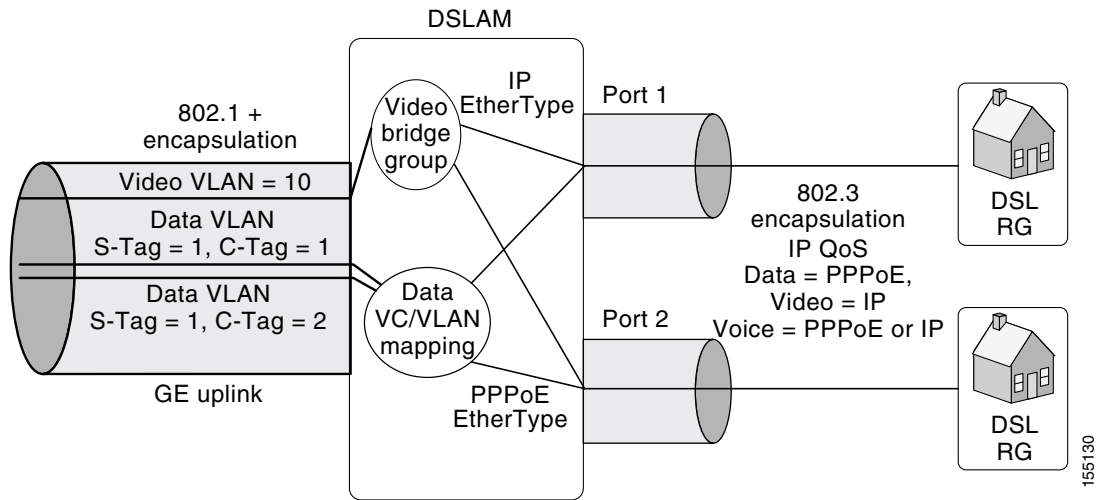 DSLAM
802.1 +
encapsulation
Video VLAN = 10
Data VLAN
S-Tag = 1, C-Tag = 1
Data VLAN
S-Tag = 1, C-Tag = 2
GE uplink
Video
bridge
group
IP
EtherType
Data
VC/VLAN
mapping
PPPoE
EtherType
Port 1
Port 2
802.3
encapsulation
IP QoS
Data = PPPoE,
Video = IP
Voice = PPPoE or IP
DSL
RG
DSL
RG
155130